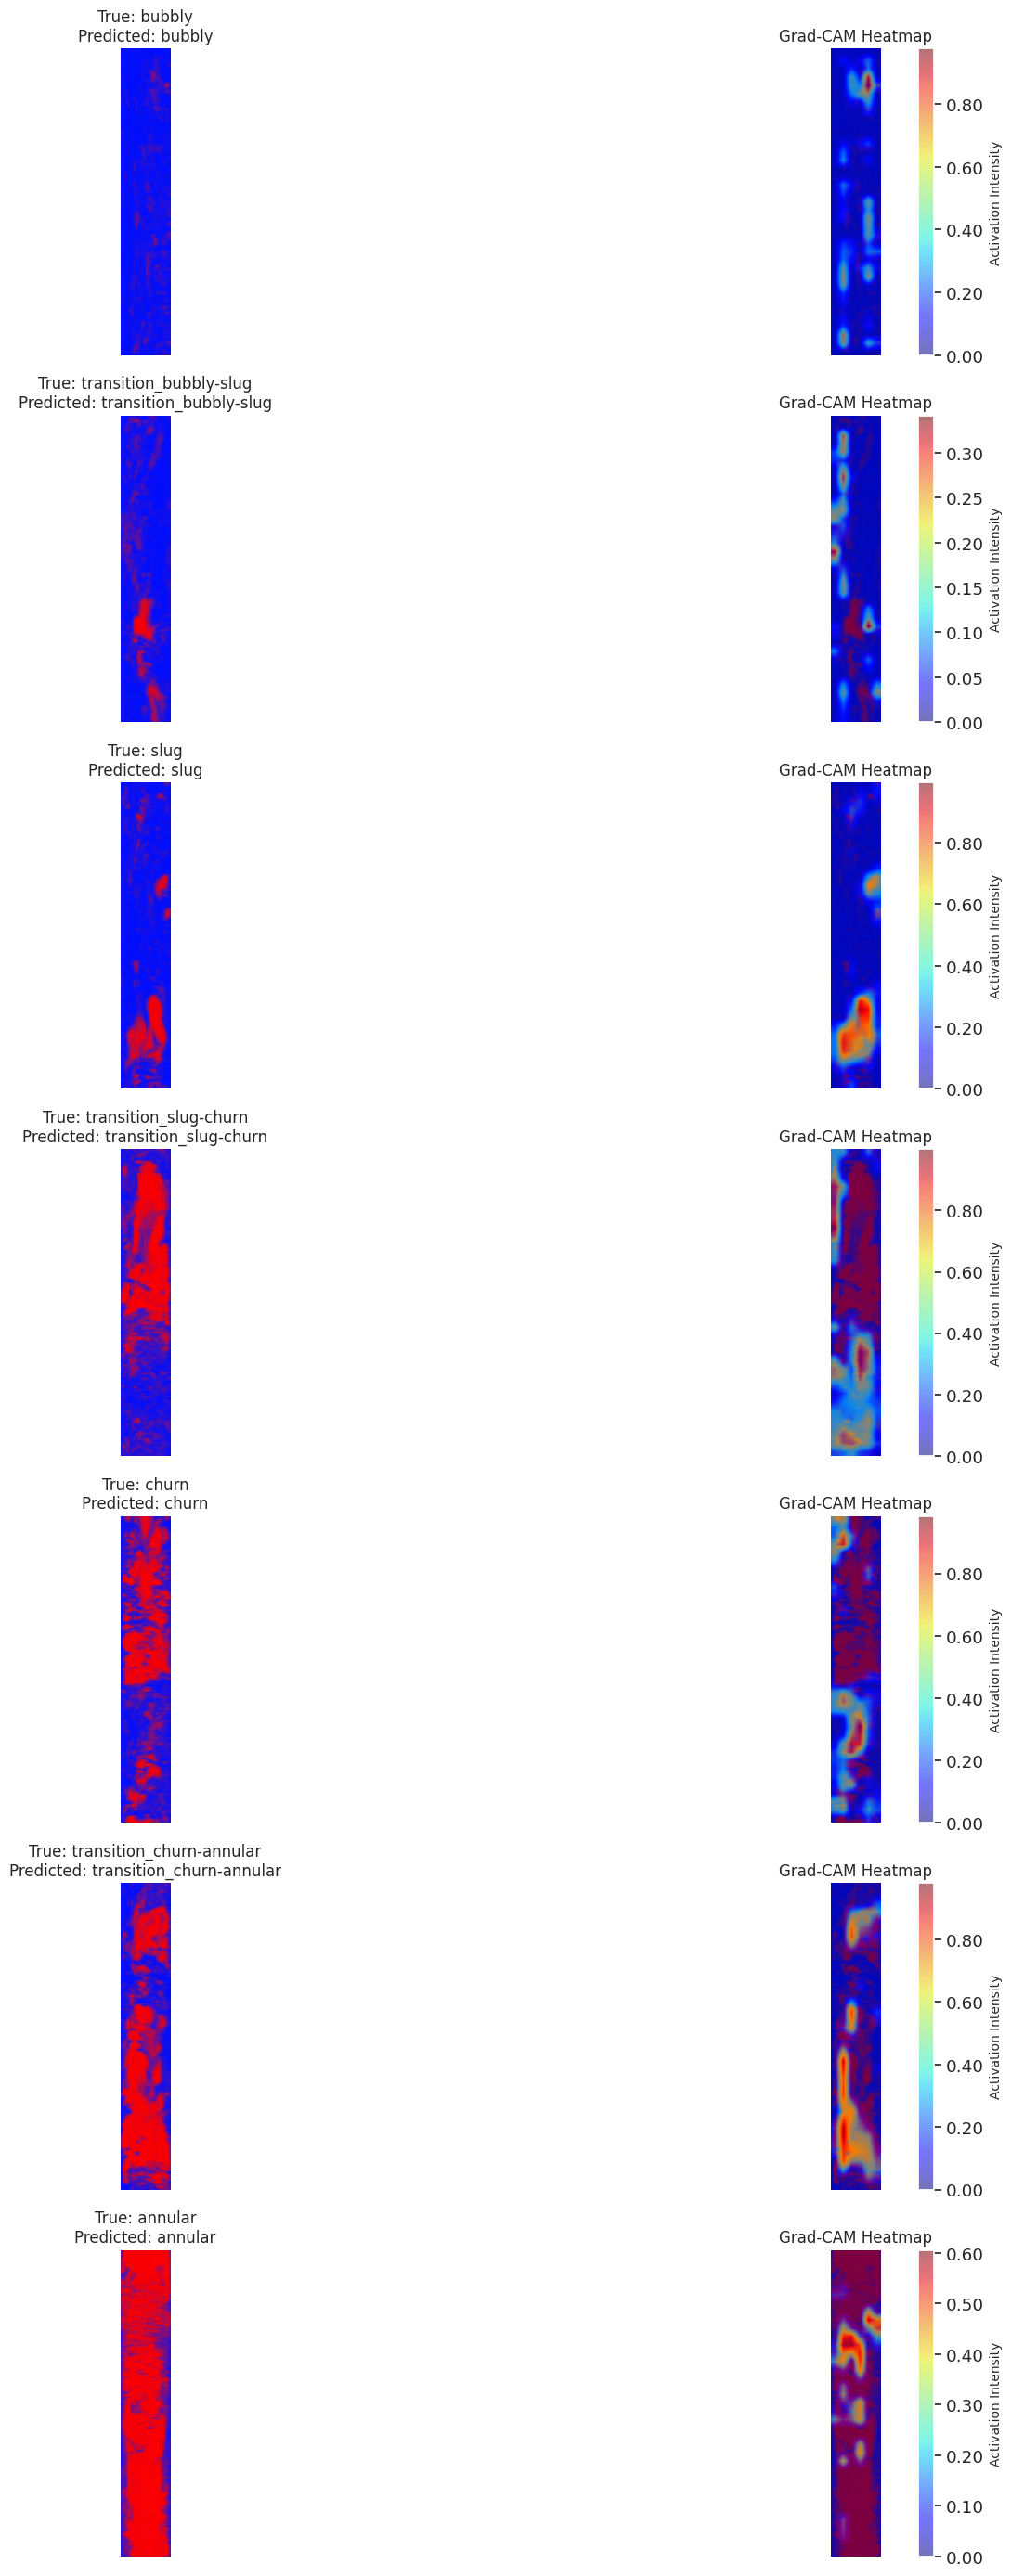 True: bubbly
Predicted: bubbly
Grad-CAM Heatmap
0.80
0.60
0.40
0.20
0.00
Activation Intensity
True: transition_bubbly-slug
Predicted: transition_bubbly-slug
Grad-CAM Heatmap
0.30
0.25
0.20
0.15
0.10
0.05
0.00
Activation Intensity
True: slug
Predicted: slug
Grad-CAM Heatmap
0.80
0.60
0.40
0.20
0.00
Activation Intensity
True: transition_slug-churn
Predicted: transition_slug-churn
Grad-CAM Heatmap
0.80
0.60
0.40
0.20
0.00
Activation Intensity
True: churn
Predicted: churn
Grad-CAM Heatmap
0.80
0.60
0.40
0.20
0.00
Activation Intensity
True: transition_churn-annular
Predicted: transition_churn-annular
Grad-CAM Heatmap
0.80
0.60
0.40
0.20
0.00
Activation Intensity
True: annular
Predicted: annular
Grad-CAM Heatmap
0.60
0.50
0.40
0.30
0.20
0.10
0.00
Activation Intensity